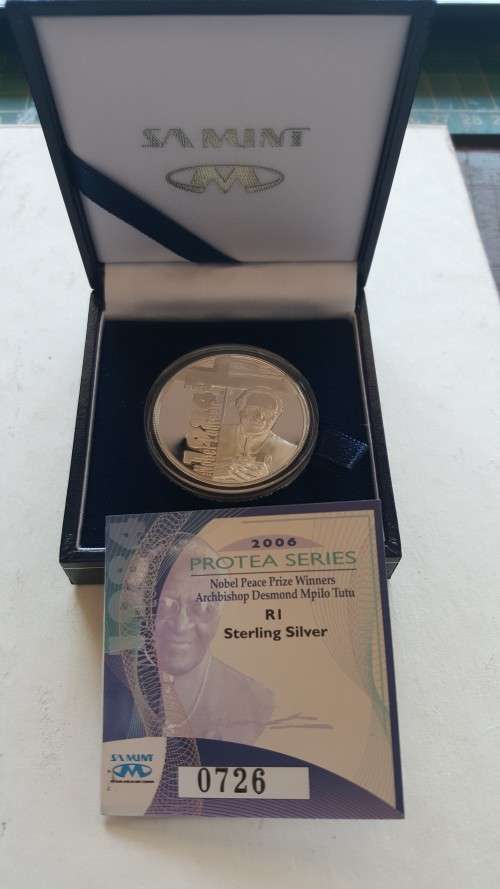 SA MINT
1984
2006
PROTEA SERIES
Nobel Peace Prize Winners
Archbishop Desmond Mpilo Tutu
R1
Sterling Silver
SA MINT
0726